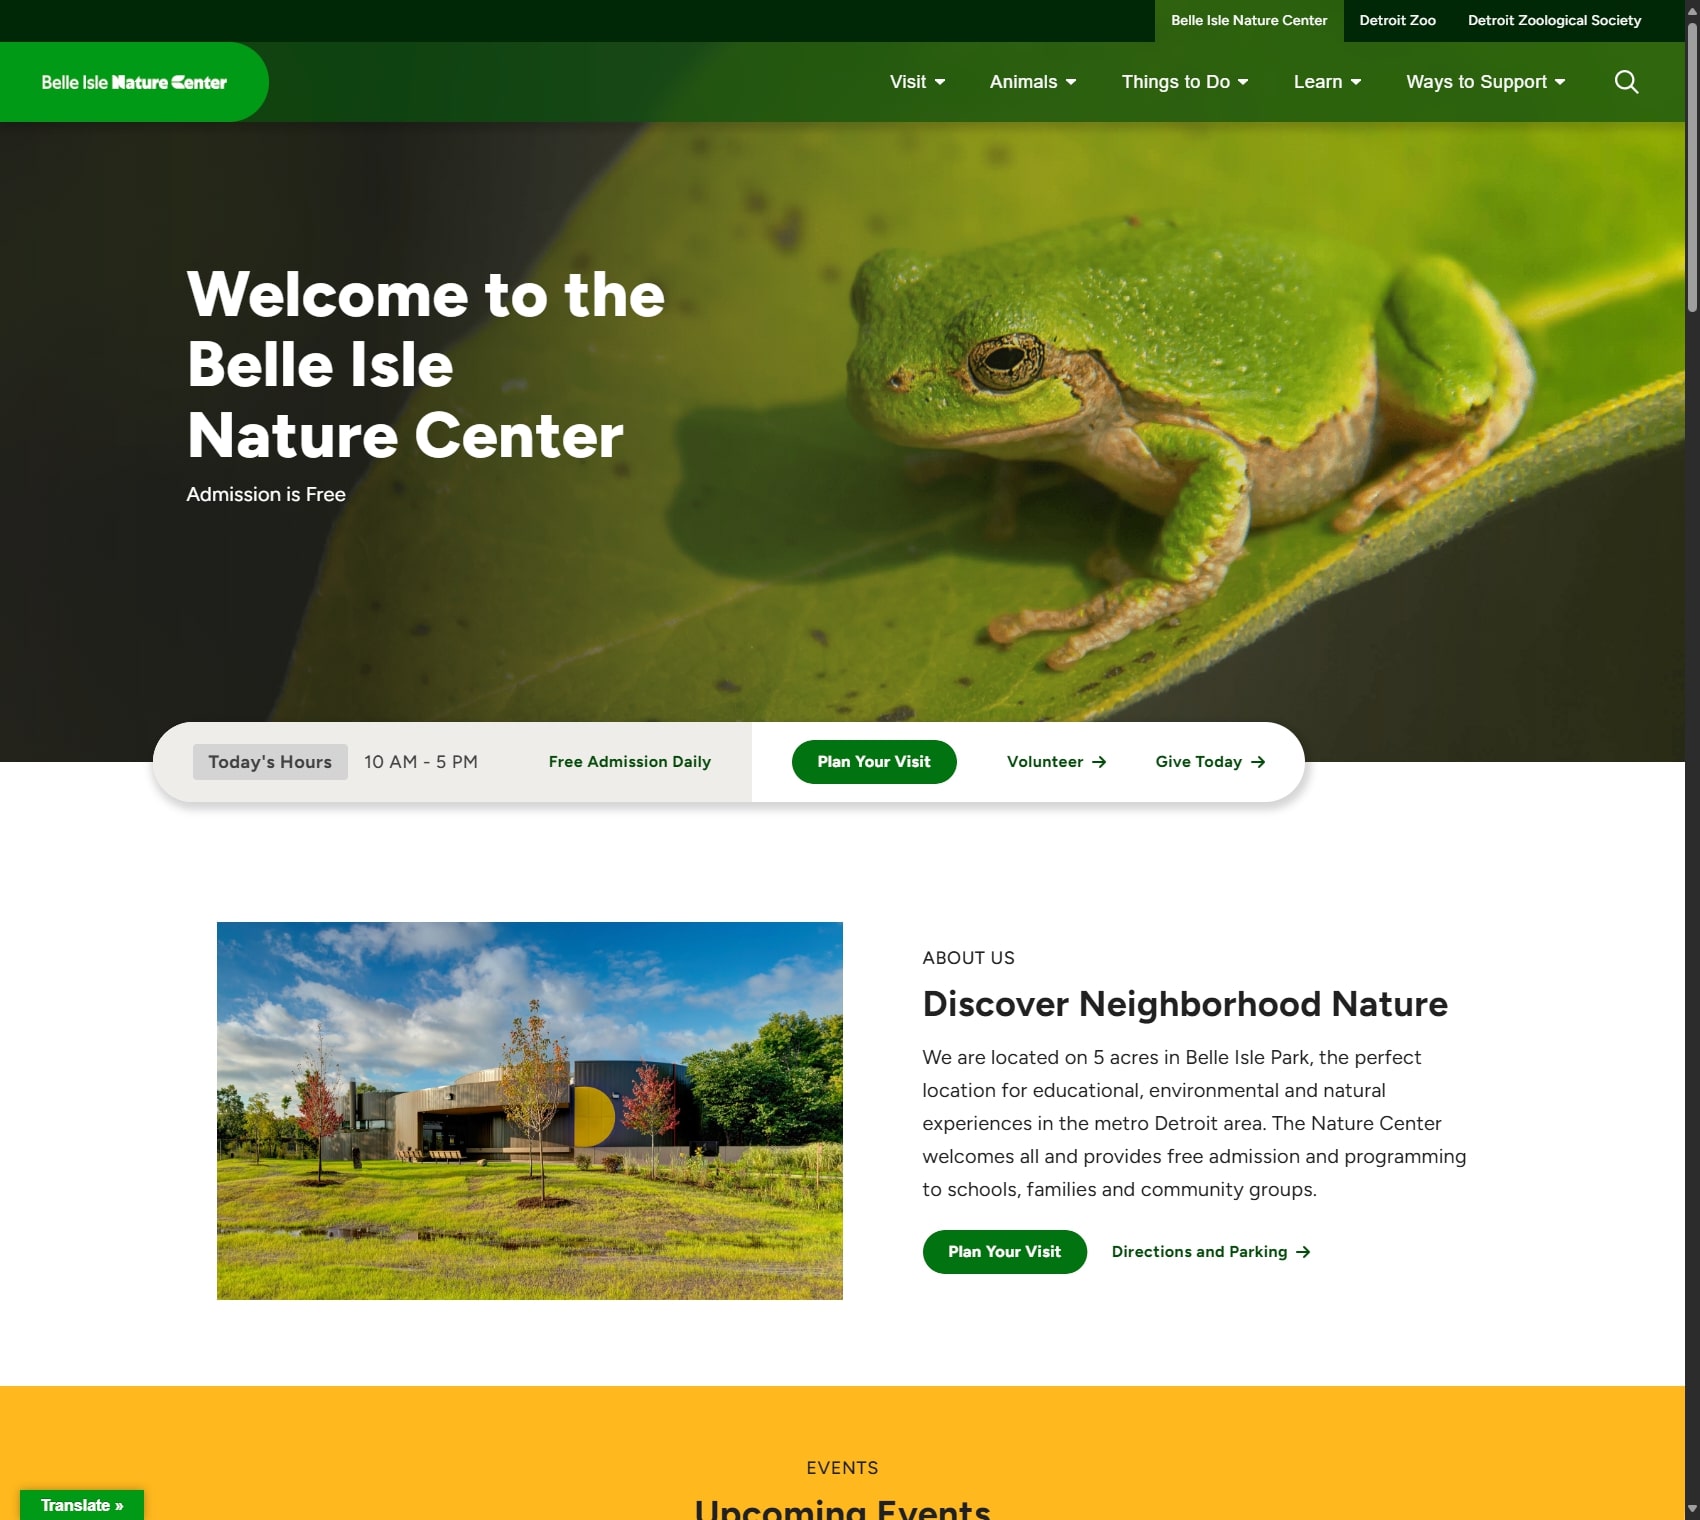 Belle Isle Nature Center
Detroit Zoo
Detroit Zoological Society
Belle Isle Nature Center
Visit
Animals
Things to Do
Learn
Ways to Support
Welcome to the
Belle Isle
Nature Center
Admission is Free
Today's Hours
10 AM - 5 PM
Free Admission Daily
Plan Your Visit
Volunteer →
Give Today →
ABOUT US
Discover Neighborhood Nature
We are located on 5 acres in Belle Isle Park, the perfect
location for educational, environmental and natural
experiences in the metro Detroit area. The Nature Center
welcomes all and provides free admission and programming
to schools, families and community groups.
Plan Your Visit
Directions and Parking →
EVENTS
Upcoming Events
Translate »